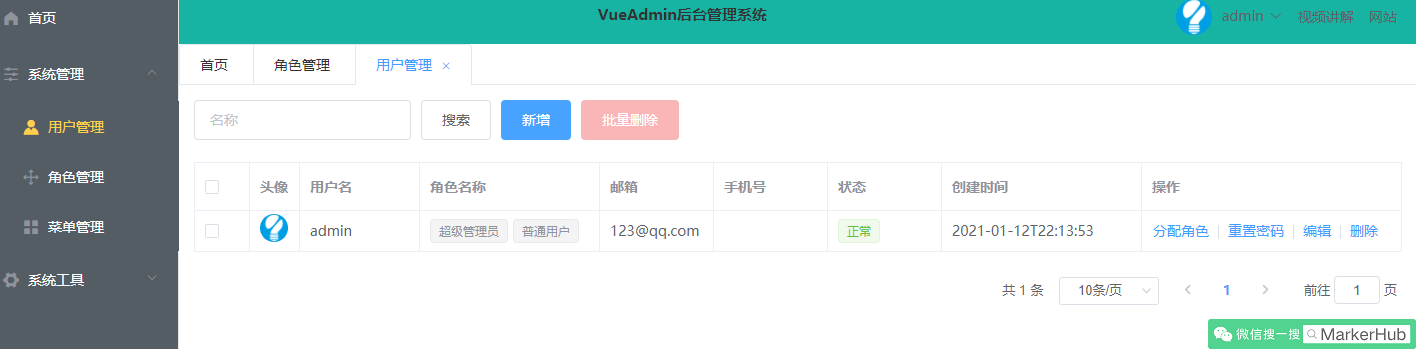 首页
VueAdmin后台管理系统
admin 视频讲解 网站
首页 角色管理 用户管理 ×
系统管理
名称 搜索 新增 批量删除
用户管理
角色管理
菜单管理
系统工具
头像 用户名 角色名称 邮箱 手机号 状态 创建时间 操作
admin 超级管理员 普通用户 123@qq.com 正常 2021-01-12T22:13:53 分配角色 重置密码 编辑 删除
共 1 条 10条/页 1 前往 1 页
微信搜一搜 MarkerHub